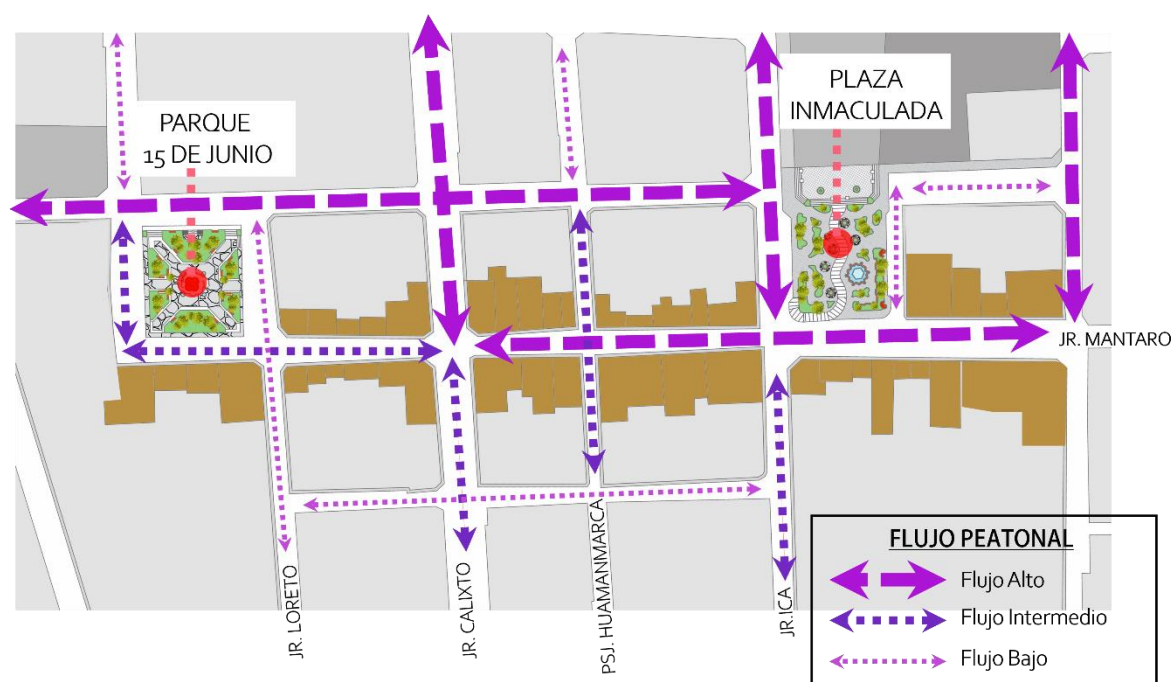 PARQUE
15 DE JUNIO
PLAZA
INMACULADA
JR. MANTARO
JR. LORETO
JR. CALIXTO
PSJ. HUAMANMARCA
JR.ICA
FLUJO PEATONAL
Flujo Alto
Flujo Intermedio
Flujo Bajo